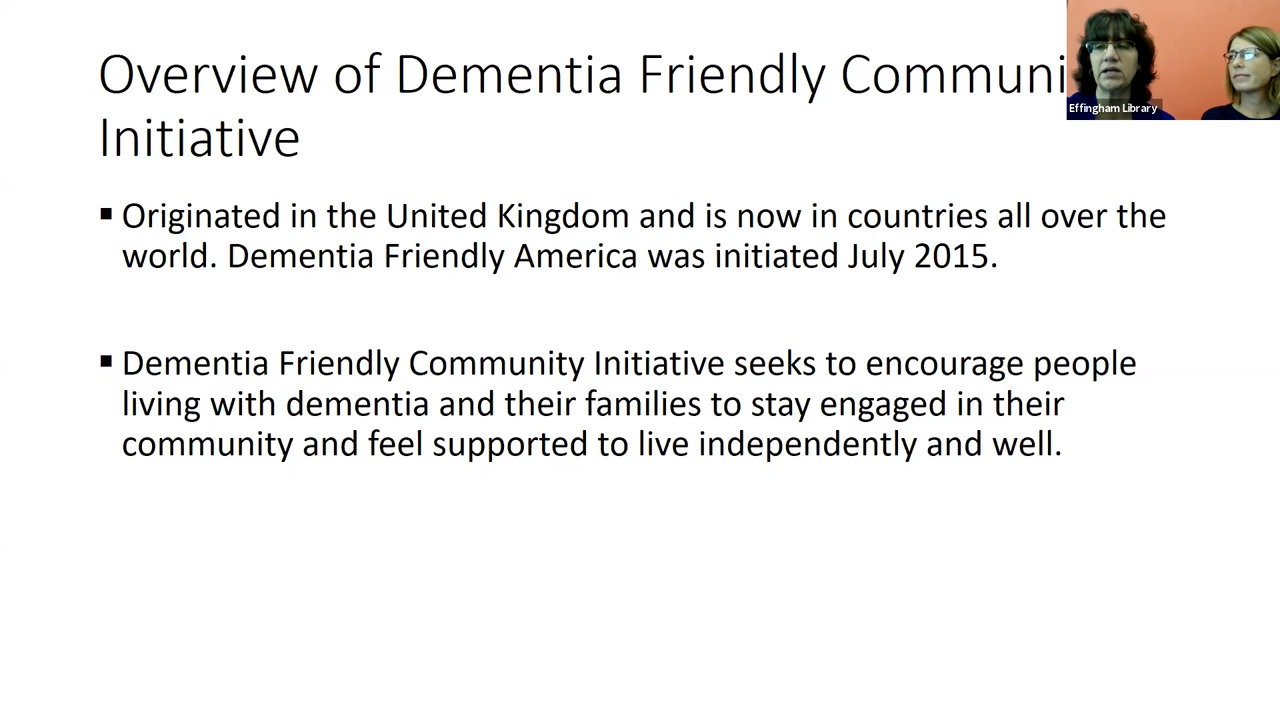 Overview of Dementia Friendly Communi
Initiative
Effingham Library
▪ Originated in the United Kingdom and is now in countries all over the
world. Dementia Friendly America was initiated July 2015.
▪ Dementia Friendly Community Initiative seeks to encourage people
living with dementia and their families to stay engaged in their
community and feel supported to live independently and well.